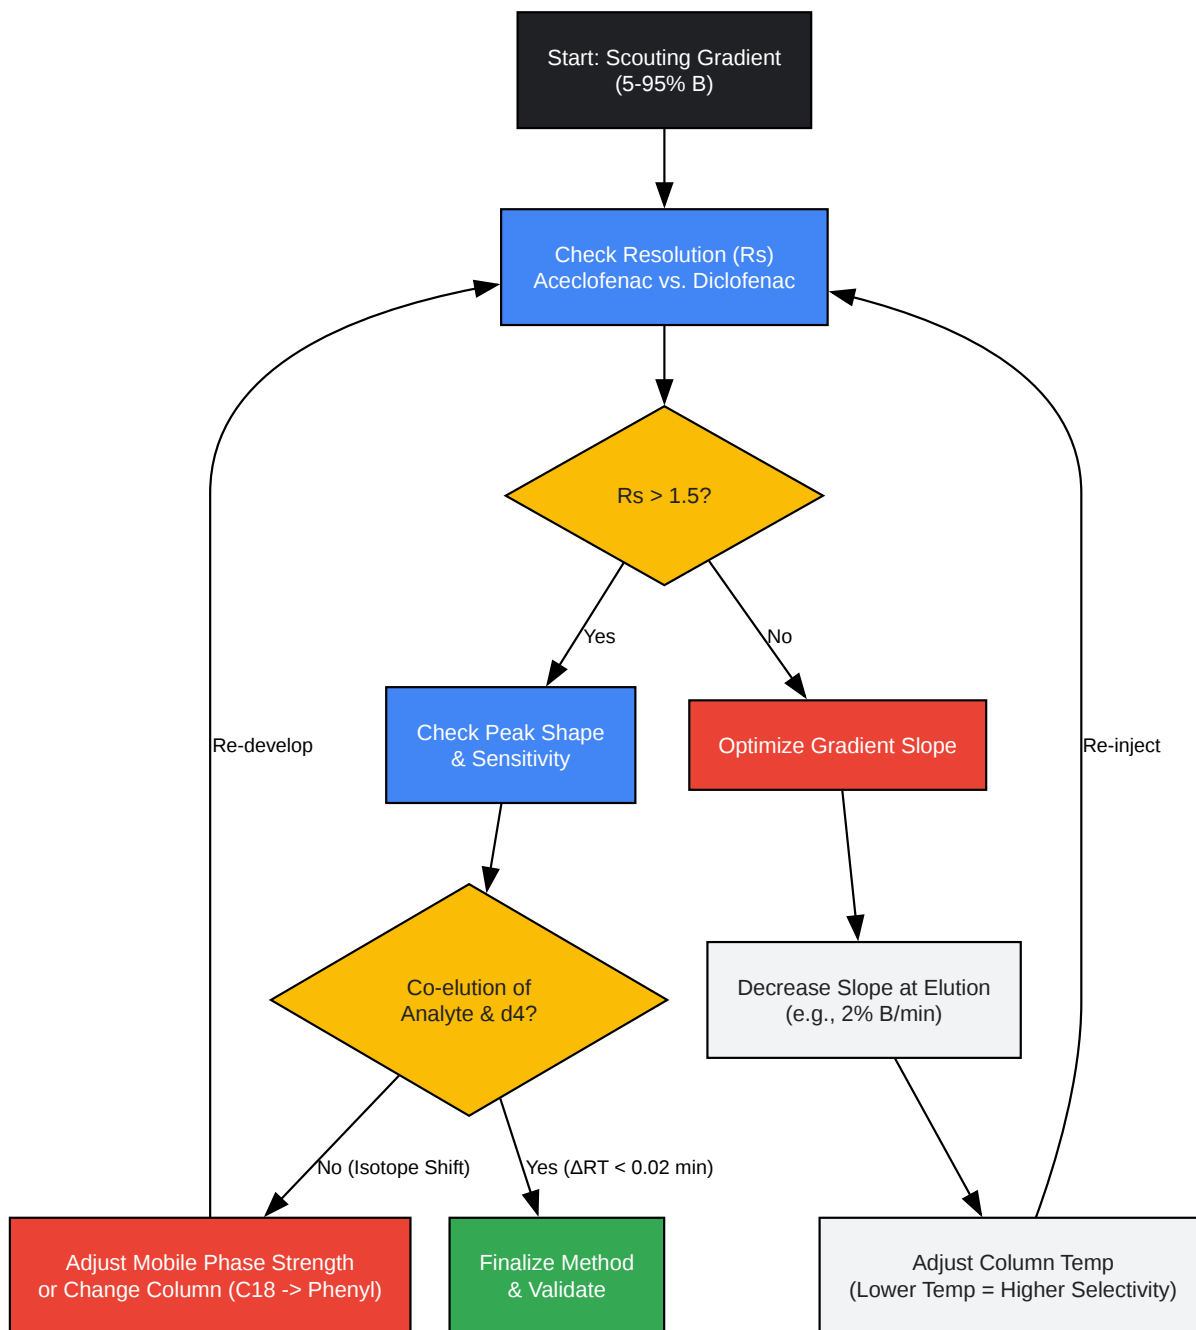 Start: Scouting Gradient
(5-95% B)
Check Resolution (Rs)
Aceclofenac vs. Diclofenac
Rs > 1.5?
Yes
No
Check Peak Shape
& Sensitivity
Optimize Gradient Slope
Re-develop
Re-inject
Co-elution of
Analyte & d4?
Decrease Slope at Elution
(e.g., 2% B/min)
No (Isotope Shift)
Yes (ΔRT < 0.02 min)
Adjust Mobile Phase Strength
or Change Column (C18 -> Phenyl)
Finalize Method
& Validate
Adjust Column Temp
(Lower Temp = Higher Selectivity)